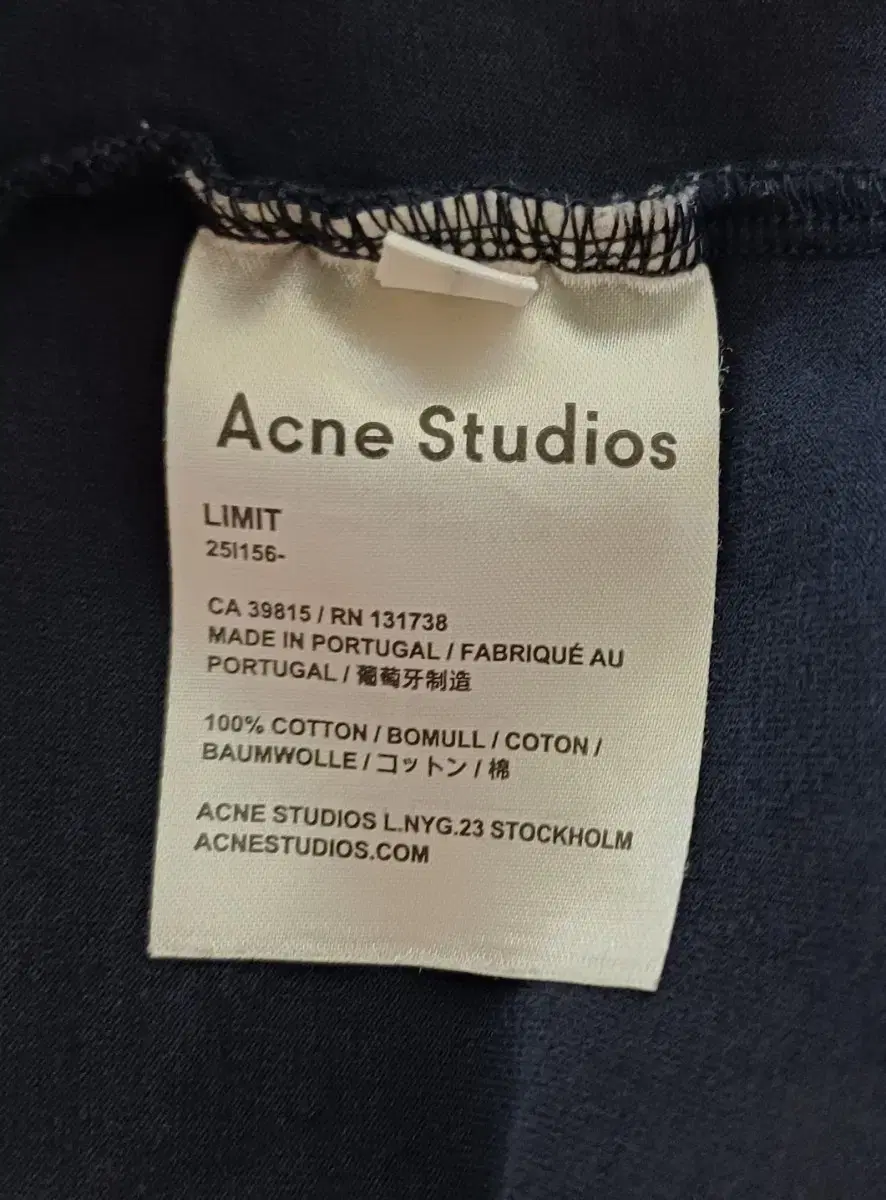 Acne Studios
LIMIT
25I156-
CA 39815 / RN 131738
MADE IN PORTUGAL / FABRIQUÉ AU
PORTUGAL / 葡萄牙制造
100% COTTON / BOMULL / COTON /
BAUMWOLLE / コットン / 棉
ACNE STUDIOS L.NYG.23 STOCKHOLM
ACNESTUDIOS.COM